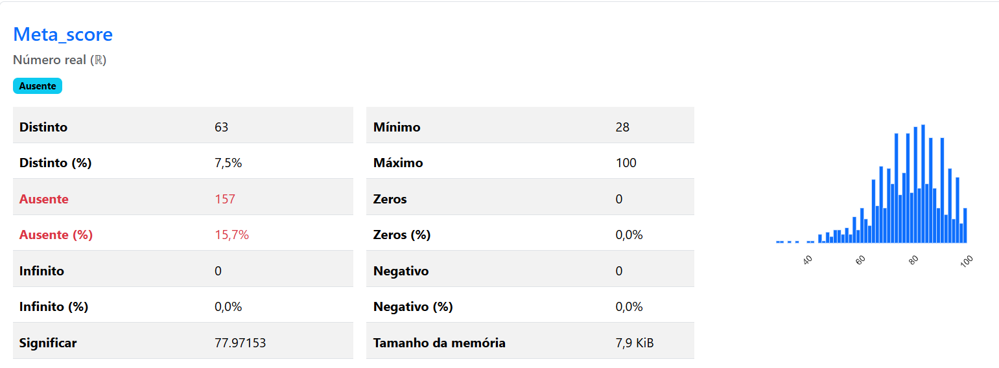 Meta_score
Número real (ℝ)
Ausente
Distinto 63
Distinto (%) 7,5%
Ausente 157
Ausente (%) 15,7%
Infinito 0
Infinito (%) 0,0%
Significar 77.97153
Mínimo 28
Máximo 100
Zeros 0
Zeros (%) 0,0%
Negativo 0
Negativo (%) 0,0%
Tamanho da memória 7,9 KiB
40 60 80 100